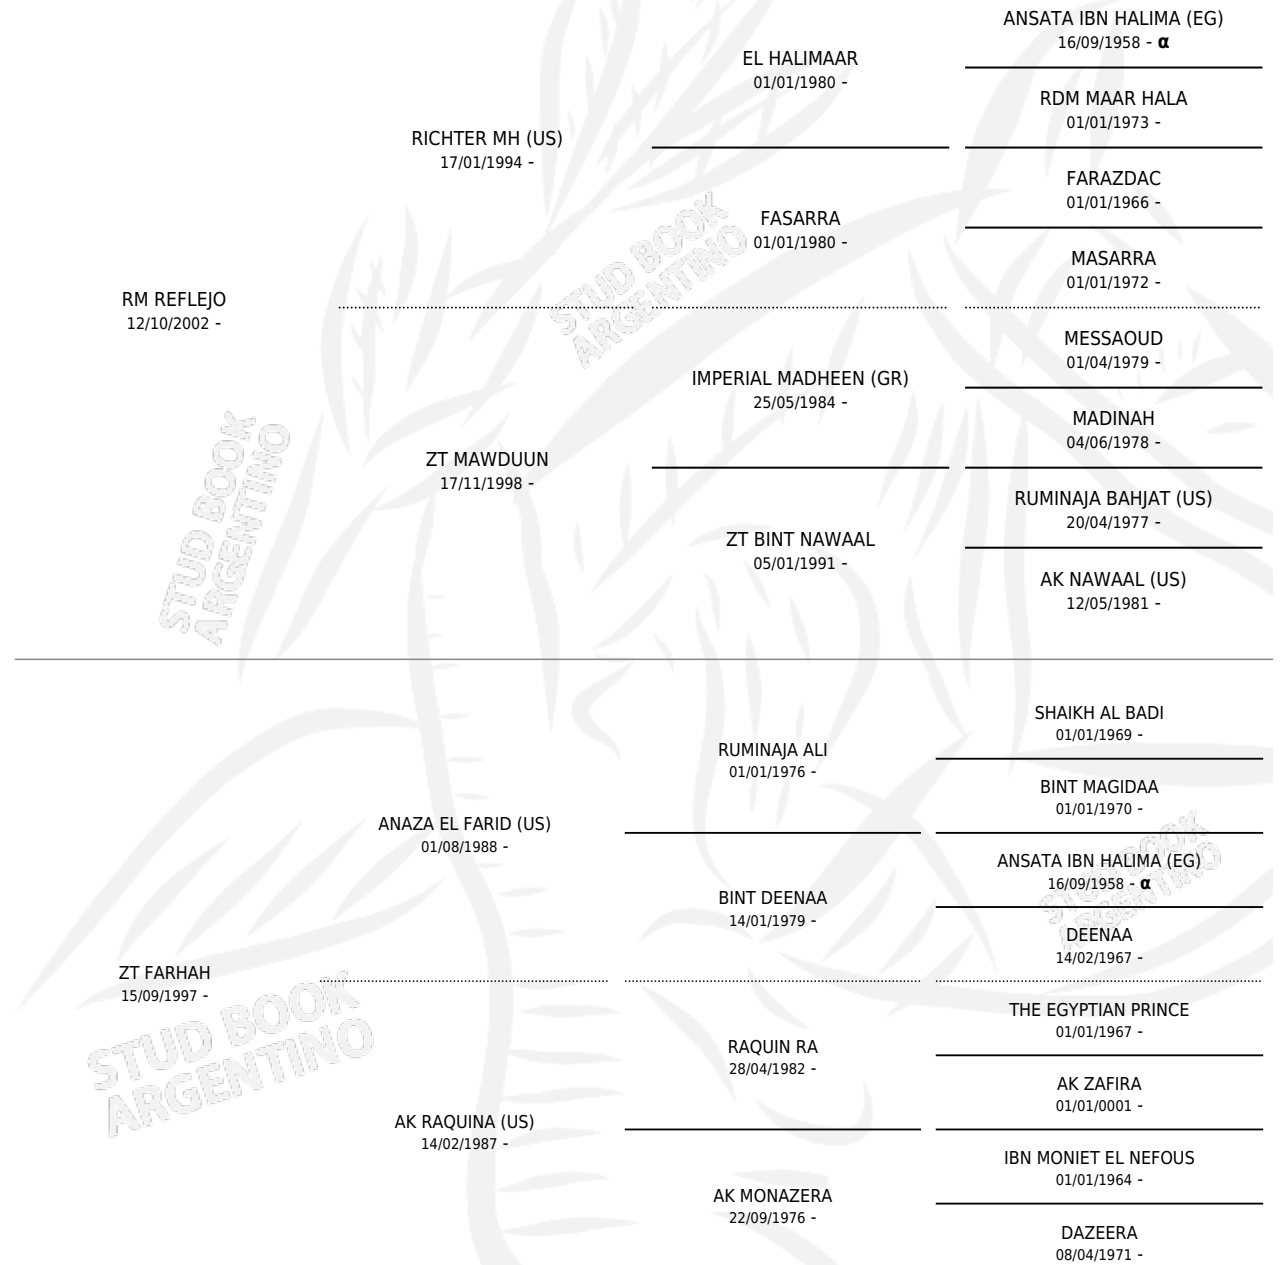 ANSATA IBN HALIMA (EG)
16/09/1958 - α
EL HALIMAAR
01/01/1980 -
RDM MAAR HALA
01/01/1973 -
RICHTER MH (US)
17/01/1994 -
FARAZDAC
01/01/1966 -
FASARRA
01/01/1980 -
MASARRA
01/01/1972 -
RM REFLEJO
12/10/2002 -
MESSAOUD
01/04/1979 -
IMPERIAL MADHEEN (GR)
25/05/1984 -
MADINAH
04/06/1978 -
ZT MAWDUUN
17/11/1998 -
RUMINAJA BAHJAT (US)
20/04/1977 -
ZT BINT NAWAAL
05/01/1991 -
AK NAWAAL (US)
12/05/1981 -
SHAIKH AL BADI
01/01/1969 -
RUMINAJA ALI
01/01/1976 -
BINT MAGIDAA
01/01/1970 -
ANAZA EL FARID (US)
01/08/1988 -
ANSATA IBN HALIMA (EG)
16/09/1958 - α
BINT DEENAA
14/01/1979 -
DEENAA
14/02/1967 -
ZT FARHAH
15/09/1997 -
THE EGYPTIAN PRINCE
01/01/1967 -
RAQUIN RA
28/04/1982 -
AK ZAFIRA
01/01/0001 -
AK RAQUINA (US)
14/02/1987 -
IBN MONIET EL NEFOUS
01/01/1964 -
AK MONAZERA
22/09/1976 -
DAZEERA
08/04/1971 -
STUD BOOK
ARGENTINO
STUD BOOK
ARGENTINO
STUD BOOK
ARGENTINO
STUD BOOK
ARGENTINO